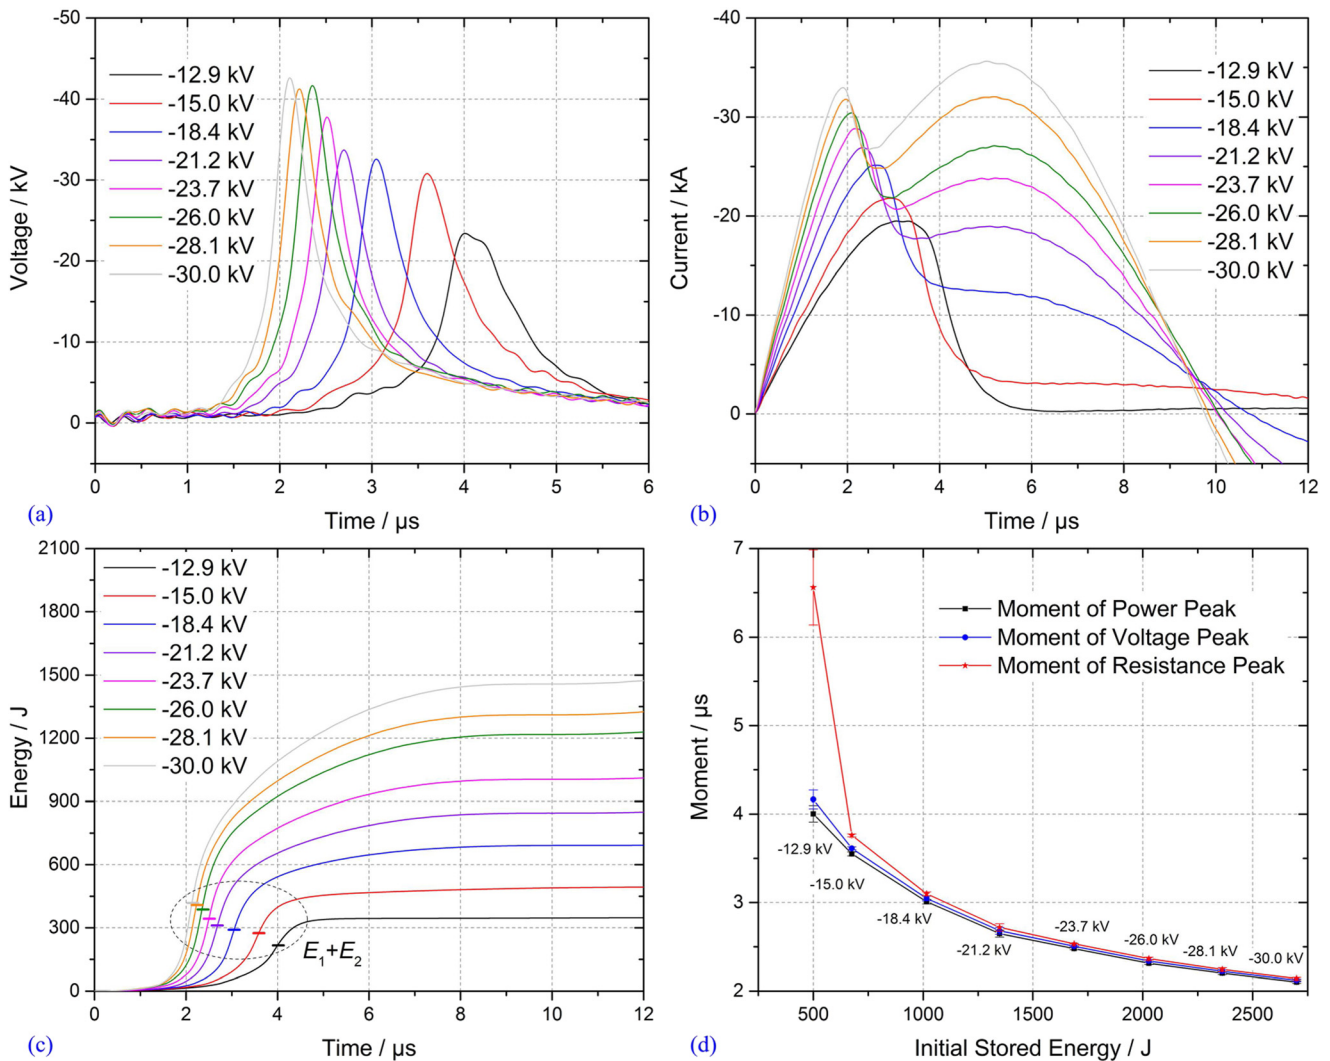 -50
-40
-30
-20
-10
0
Voltage / kV
-12.9 kV
-15.0 kV
-18.4 kV
-21.2 kV
-23.7 kV
-26.0 kV
-28.1 kV
-30.0 kV
0 1 2 3 4 5 6
Time / µs
(a)
-40
-30
-20
-10
0
Current / kA
-12.9 kV
-15.0 kV
-18.4 kV
-21.2 kV
-23.7 kV
-26.0 kV
-28.1 kV
-30.0 kV
0 2 4 6 8 10 12
Time / µs
(b)
2100
1800
1500
1200
900
600
300
0
Energy / J
-12.9 kV
-15.0 kV
-18.4 kV
-21.2 kV
-23.7 kV
-26.0 kV
-28.1 kV
-30.0 kV
E₁+E₂
0 2 4 6 8 10 12
Time / µs
(c)
7
6
5
4
3
2
Moment / µs
Moment of Power Peak
Moment of Voltage Peak
Moment of Resistance Peak
-12.9 kV
-15.0 kV
-18.4 kV
-21.2 kV
-23.7 kV
-26.0 kV
-28.1 kV
-30.0 kV
500 1000 1500 2000 2500
Initial Stored Energy / J
(d)